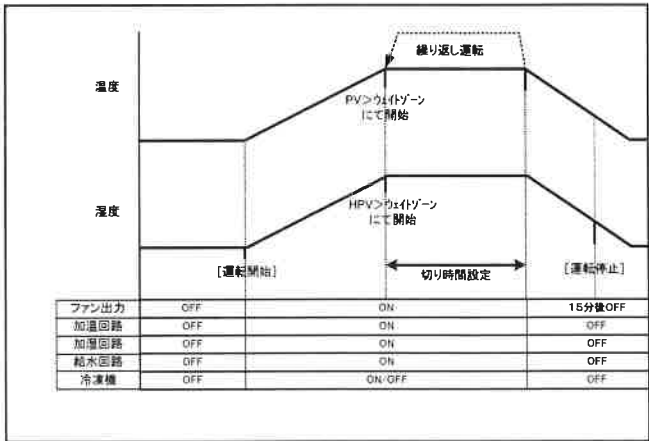 繰り返し運転
温度
PV>ウェイトゾーン
にて開始
湿度
HPV>ウェイトゾーン
にて開始
[運転開始]
切り時間設定
[運転停止]
ファン出力 OFF ON 15分後OFF
加温回路 OFF ON OFF
加湿回路 OFF ON OFF
給水回路 OFF ON OFF
冷凍機 OFF ON/OFF OFF